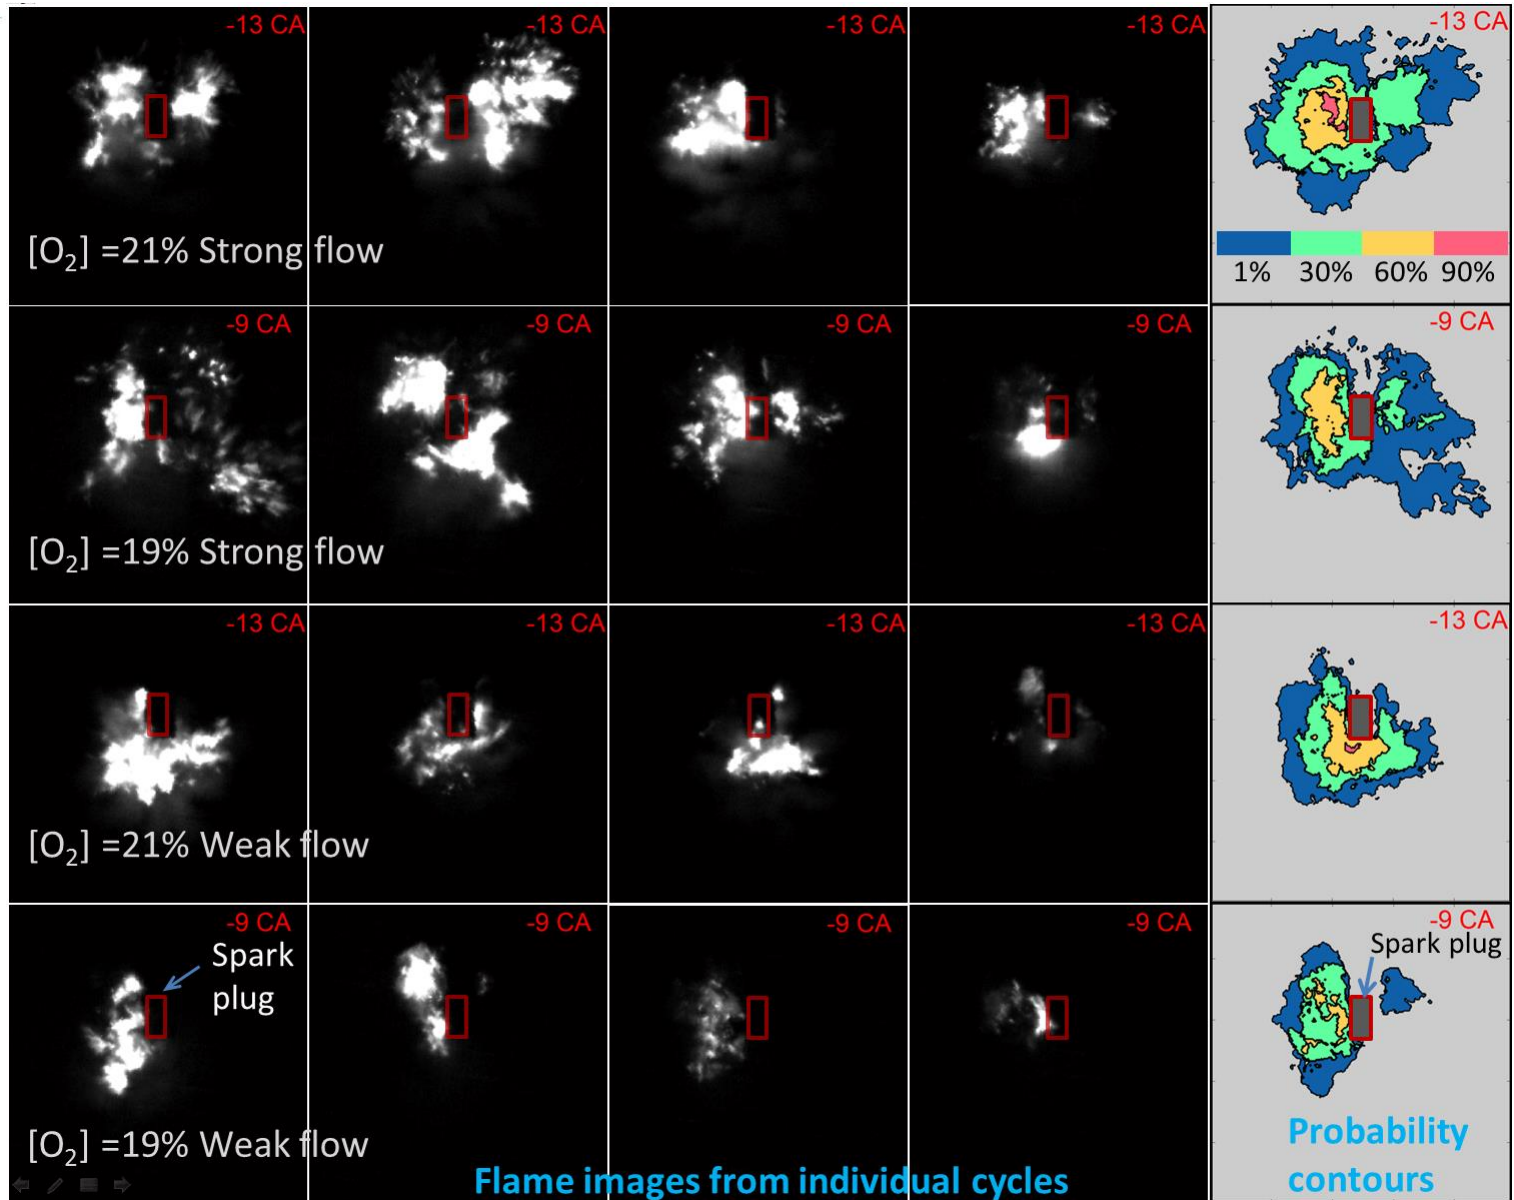 -13 CA
-13 CA
-13 CA
-13 CA
-13 CA
[O₂] =21% Strong flow
1% 30% 60% 90%
-9 CA
-9 CA
-9 CA
-9 CA
-9 CA
[O₂] =19% Strong flow
-13 CA
-13 CA
-13 CA
-13 CA
-13 CA
[O₂] =21% Weak flow
-9 CA
-9 CA
-9 CA
-9 CA
-9 CA
Spark
plug
Spark plug
[O₂] =19% Weak flow
Flame images from individual cycles
Probability
contours